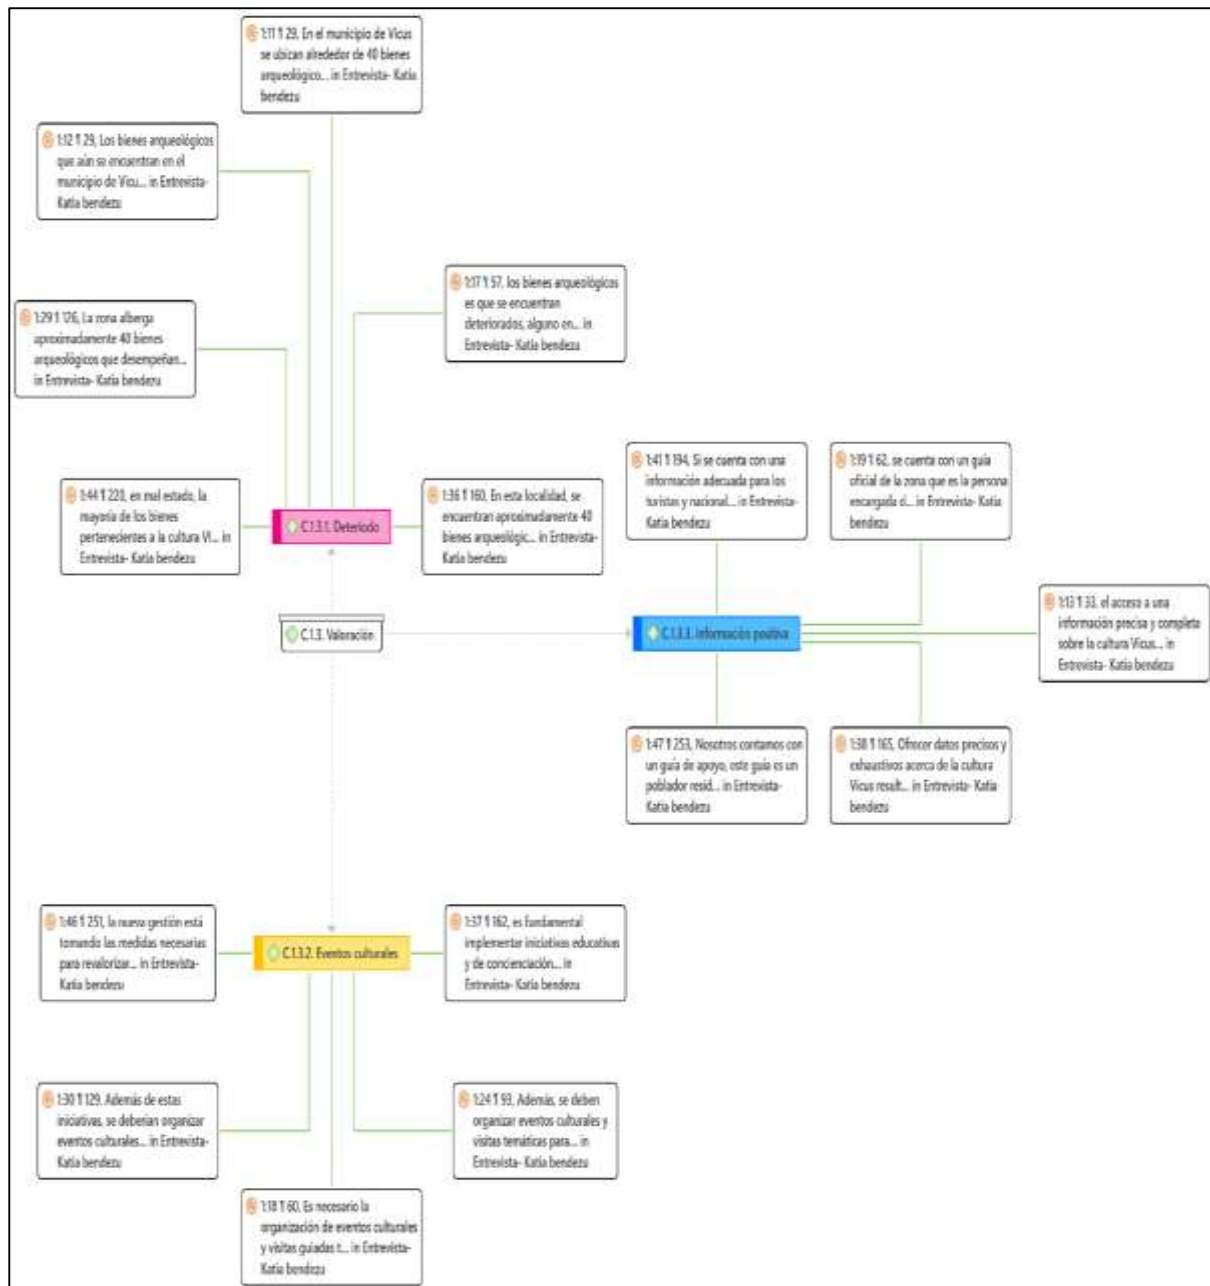 1:11 ¶ 29, En el municipio de Vicus
se ubican alrededor de 40 bienes
arqueológico... in Entrevista- Katia
bendezu
1:12 ¶ 29, Los bienes arqueológicos
que aún se encuentran en el
municipio de Vicu... in Entrevista-
Katia bendezu
1:17 ¶ 57, los bienes arqueológicos
es que se encuentran
deteriorados, alguno en... in
Entrevista- Katia bendezu
1:29 ¶ 126, La zona alberga
aproximadamente 40 bienes
arqueológicos que desempeñan...
in Entrevista- Katia bendezu
1:44 ¶ 220, en mal estado, la
mayoría de los bienes
pertenecientes a la cultura Vi... in
Entrevista- Katia bendezu
C.1.3.1. Deteriodo
1:36 ¶ 160, En esta localidad, se
encuentran aproximadamente 40
bienes arqueológic... in Entrevista-
Katia bendezu
1:41 ¶ 194, Si se cuenta con una
información adecuada para los
turistas y nacional... in Entrevista-
Katia bendezu
1:19 ¶ 62, se cuenta con un guía
oficial de la zona que es la persona
encargada d... in Entrevista- Katia
bendezu
C.1.3. Valoración
C.1.3.3. Información positiva
1:13 ¶ 33, el acceso a una
información precisa y completa
sobre la cultura Vicus... in
Entrevista- Katia bendezu
1:47 ¶ 253, Nosotros contamos con
un guía de apoyo, este guía es un
poblador resid... in Entrevista-
Katia bendezu
1:38 ¶ 165, Ofrecer datos precisos y
exhaustivos acerca de la cultura
Vicus result... in Entrevista- Katia
bendezu
1:46 ¶ 251, la nueva gestión está
tomando las medidas necesarias
para revalorizar... in Entrevista-
Katia bendezu
C.1.3.2. Eventos culturales
1:37 ¶ 162, es fundamental
implementar iniciativas educativas
y de concienciación... in
Entrevista- Katia bendezu
1:30 ¶ 129, Además de estas
iniciativas, se deberían organizar
eventos culturales... in Entrevista-
Katia bendezu
1:24 ¶ 93, Además, se deben
organizar eventos culturales y
visitas temáticas para... in
Entrevista- Katia bendezu
1:18 ¶ 60, Es necesario la
organización de eventos culturales
y visitas guiadas t... in Entrevista-
Katia bendezu